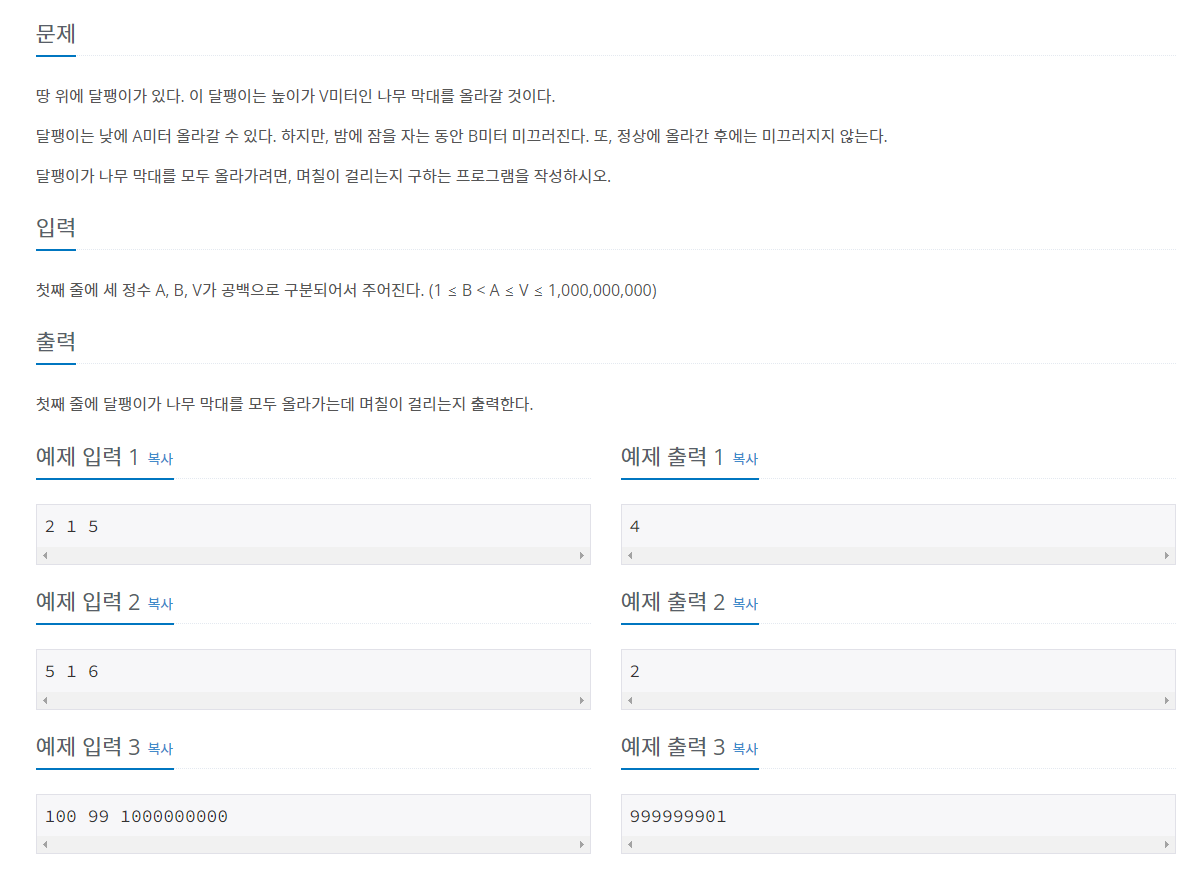 문제
땅 위에 달팽이가 있다. 이 달팽이는 높이가 V미터인 나무 막대를 올라갈 것이다.
달팽이는 낮에 A미터 올라갈 수 있다. 하지만, 밤에 잠을 자는 동안 B미터 미끄러진다. 또, 정상에 올라간 후에는 미끄러지지 않는다.
달팽이가 나무 막대를 모두 올라가려면, 며칠이 걸리는지 구하는 프로그램을 작성하시오.
입력
첫째 줄에 세 정수 A, B, V가 공백으로 구분되어서 주어진다. (1 ≤ B < A ≤ V ≤ 1,000,000,000)
출력
첫째 줄에 달팽이가 나무 막대를 모두 올라가는데 며칠이 걸리는지 출력한다.
예제 입력 1 복사
2 1 5
예제 출력 1 복사
4
예제 입력 2 복사
5 1 6
예제 출력 2 복사
2
예제 입력 3 복사
100 99 1000000000
예제 출력 3 복사
999999901